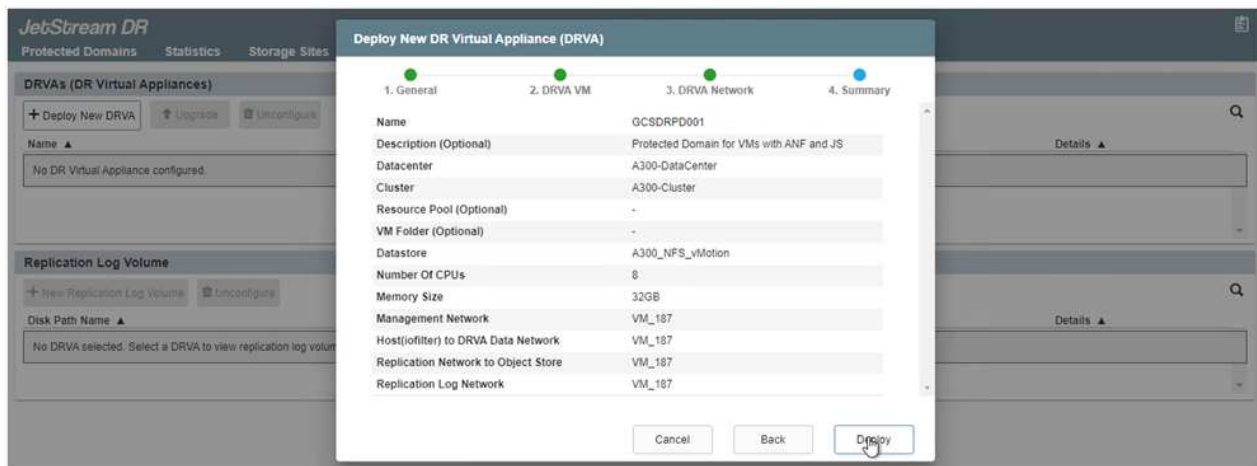 JetStream DR
Protected Domains Statistics Storage Sites
DRVAs (DR Virtual Appliances)
+ Deploy New DRVA Upgrade Unconfigure
Name ▲ Details ▲
No DR Virtual Appliance configured.
Replication Log Volume
+ New Replication Log Volume Unconfigure
Disk Path Name ▲ Details ▲
No DRVA selected. Select a DRVA to view replication log volum
Deploy New DR Virtual Appliance (DRVA)
1. General 2. DRVA VM 3. DRVA Network 4. Summary
Name GCSDRPD001
Description (Optional) Protected Domain for VMs with ANF and JS
Datacenter A300-DataCenter
Cluster A300-Cluster
Resource Pool (Optional) -
VM Folder (Optional) -
Datastore A300_NFS_vMotion
Number Of CPUs 8
Memory Size 32GB
Management Network VM_187
Host(iofilter) to DRVA Data Network VM_187
Replication Network to Object Store VM_187
Replication Log Network VM_187
Cancel Back Deploy